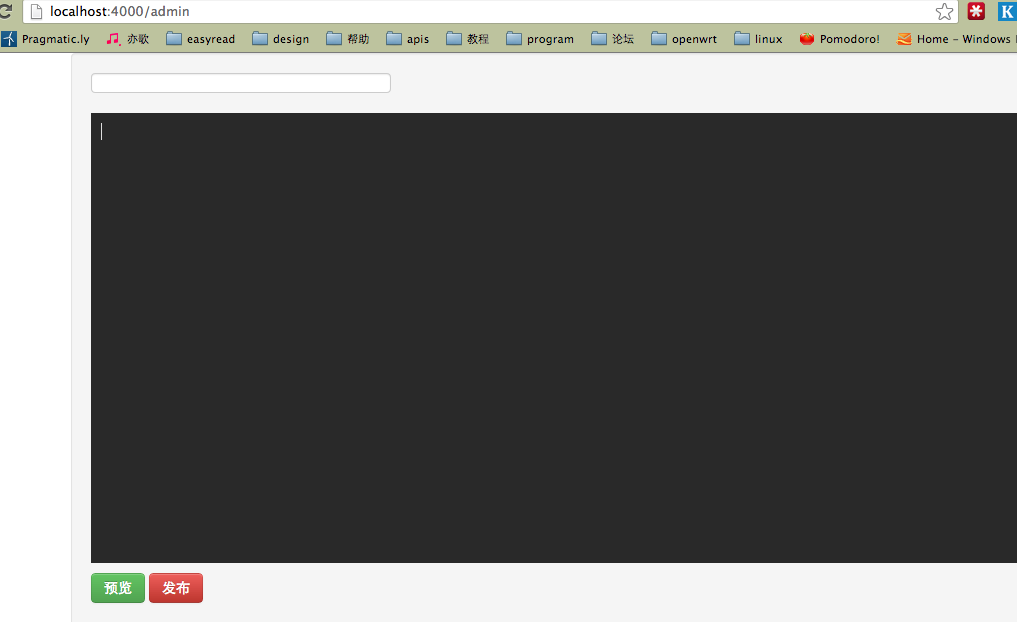 localhost:4000/admin
Pragmatic.ly 亦歌 easyread design 帮助 apis 教程 program 论坛 openwrt linux Pomodoro! Home - Windows
预览 发布